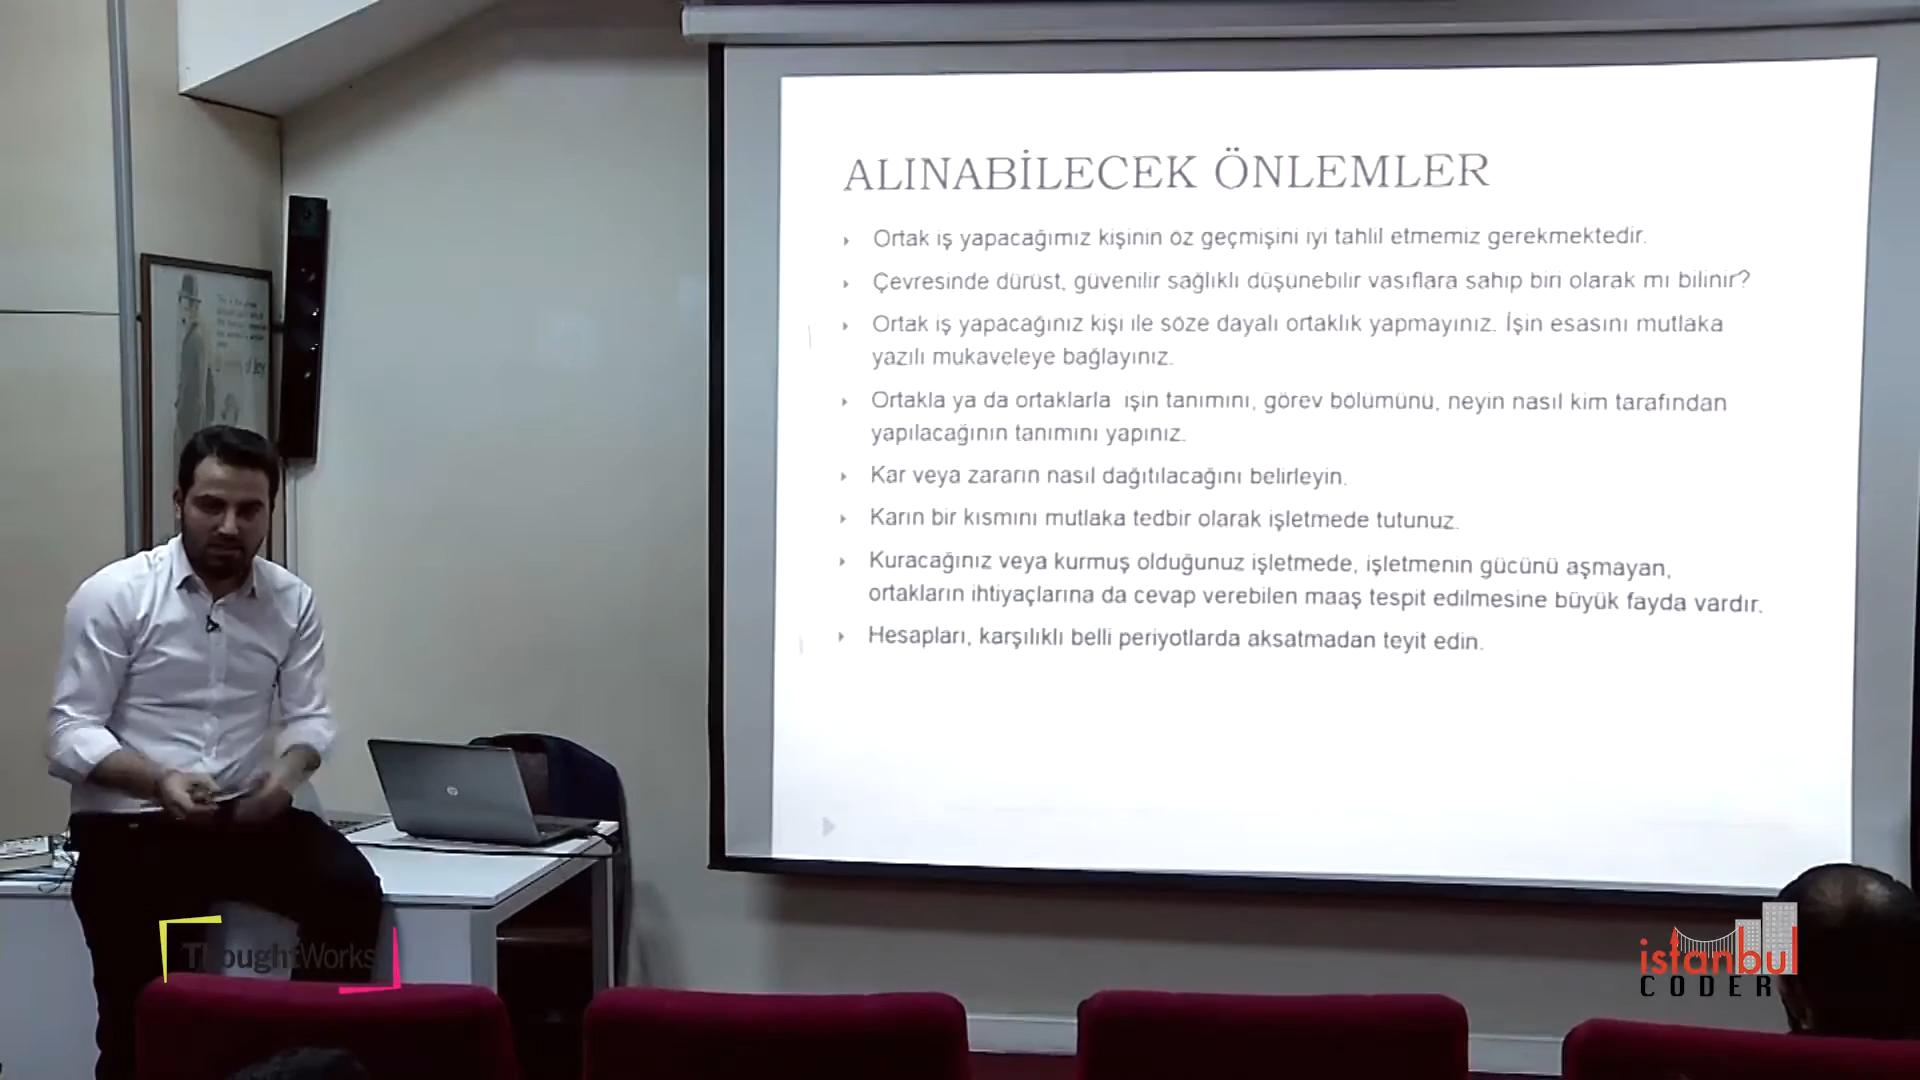 ALINABİLECEK ÖNLEMLER
Ortak iş yapacağımız kişinin öz geçmişini iyi tahlil etmemiz gerekmektedir.
Çevresinde dürüst, güvenilir sağlıklı düşünebilir vasıflara sahip biri olarak mı bilinir?
Ortak iş yapacağınız kişi ile söze dayalı ortaklık yapmayınız. İşin esasını mutlaka
yazılı mukaveleye bağlayınız.
Ortakla ya da ortaklarla işin tanımını, görev bölümünü, neyin nasıl kim tarafından
yapılacağının tanımını yapınız.
Kar veya zararın nasıl dağıtılacağını belirleyin.
Karın bir kısmını mutlaka tedbir olarak işletmede tutunuz.
Kuracağınız veya kurmuş olduğunuz işletmede, işletmenin gücünü aşmayan,
ortakların ihtiyaçlarına da cevap verebilen maaş tespit edilmesine büyük fayda vardır.
Hesapları, karşılıklı belli periyotlarda aksatmadan teyit edin.
hp
ThoughtWorks
istanbul
CODER